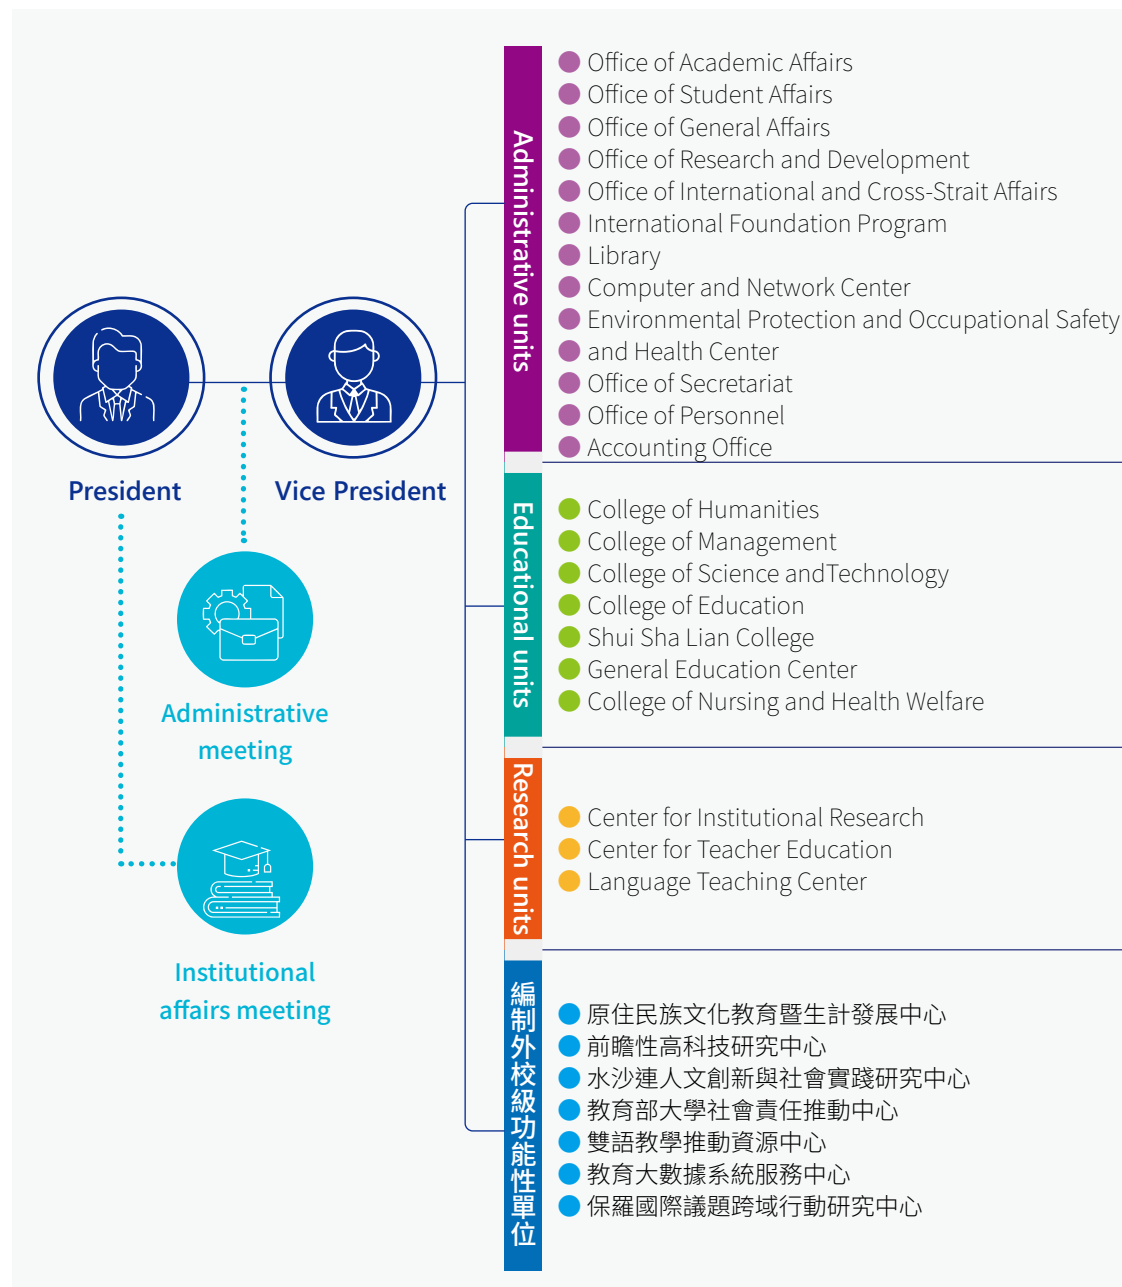 President
Vice President
Administrative
meeting
Institutional
affairs meeting
Administrative units
Office of Academic Affairs
Office of Student Affairs
Office of General Affairs
Office of Research and Development
Office of International and Cross-Strait Affairs
International Foundation Program
Library
Computer and Network Center
Environmental Protection and Occupational Safety
and Health Center
Office of Secretariat
Office of Personnel
Accounting Office
Educational units
College of Humanities
College of Management
College of Science andTechnology
College of Education
Shui Sha Lian College
General Education Center
College of Nursing and Health Welfare
Research units
Center for Institutional Research
Center for Teacher Education
Language Teaching Center
編制外校級功能性單位
原住民族文化教育暨生計發展中心
前瞻性高科技研究中心
水沙連人文創新與社會實踐研究中心
教育部大學社會責任推動中心
雙語教學推動資源中心
教育大數據系統服務中心
保羅國際議題跨域行動研究中心